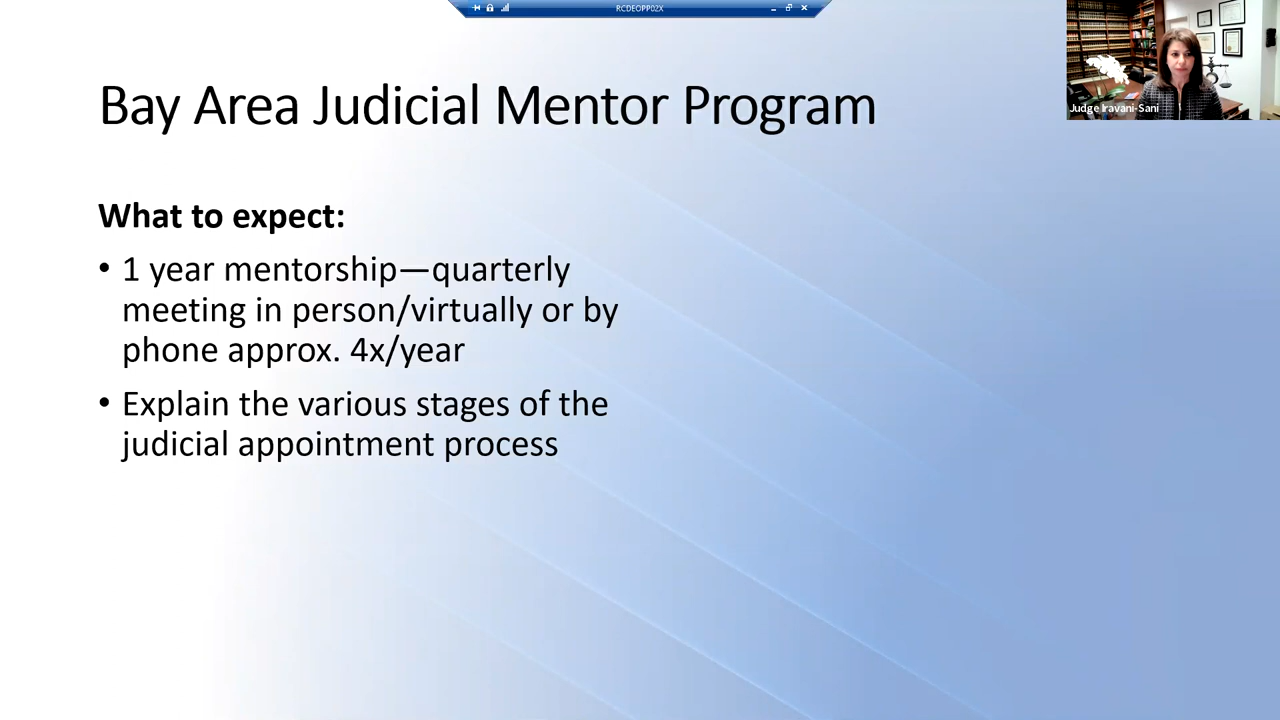 RCDEOPP02X
Judge Iravani-Sani
Bay Area Judicial Mentor Program
What to expect:
• 1 year mentorship—quarterly
meeting in person/virtually or by
phone approx. 4x/year
• Explain the various stages of the
judicial appointment process